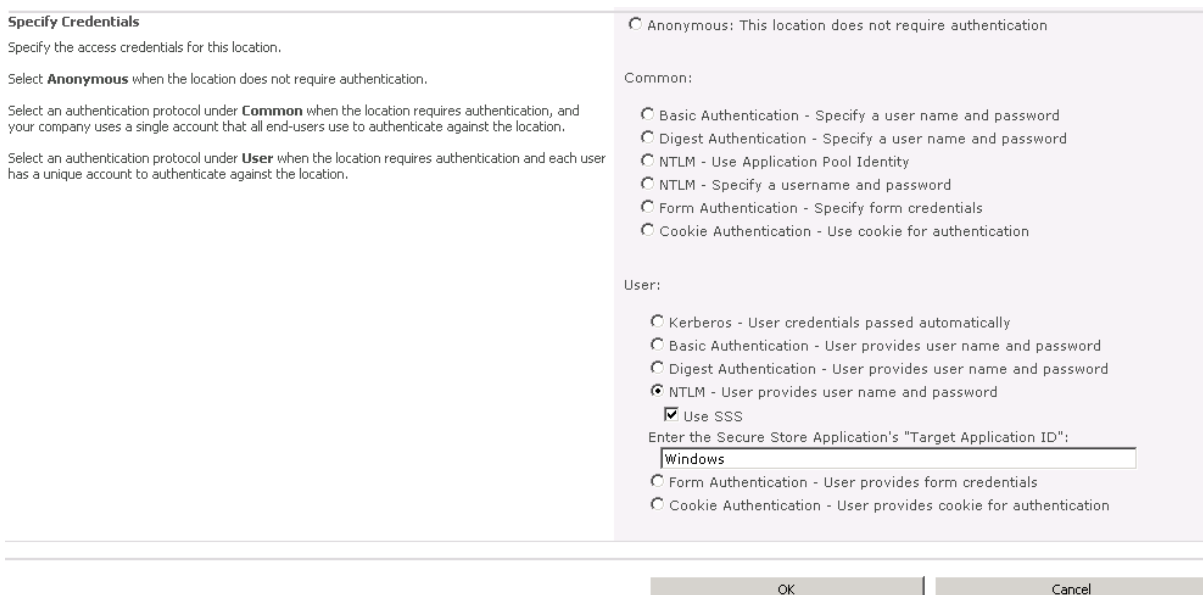 Specify Credentials
Specify the access credentials for this location.
Select Anonymous when the location does not require authentication.
Select an authentication protocol under Common when the location requires authentication, and
your company uses a single account that all end-users use to authenticate against the location.
Select an authentication protocol under User when the location requires authentication and each user
has a unique account to authenticate against the location.
Anonymous: This location does not require authentication
Common:
Basic Authentication - Specify a user name and password
Digest Authentication - Specify a user name and password
NTLM - Use Application Pool Identity
NTLM - Specify a username and password
Form Authentication - Specify form credentials
Cookie Authentication - Use cookie for authentication
User:
Kerberos - User credentials passed automatically
Basic Authentication - User provides user name and password
Digest Authentication - User provides user name and password
NTLM - User provides user name and password
Use SSS
Enter the Secure Store Application's "Target Application ID":
Windows
Form Authentication - User provides form credentials
Cookie Authentication - User provides cookie for authentication
OK
Cancel